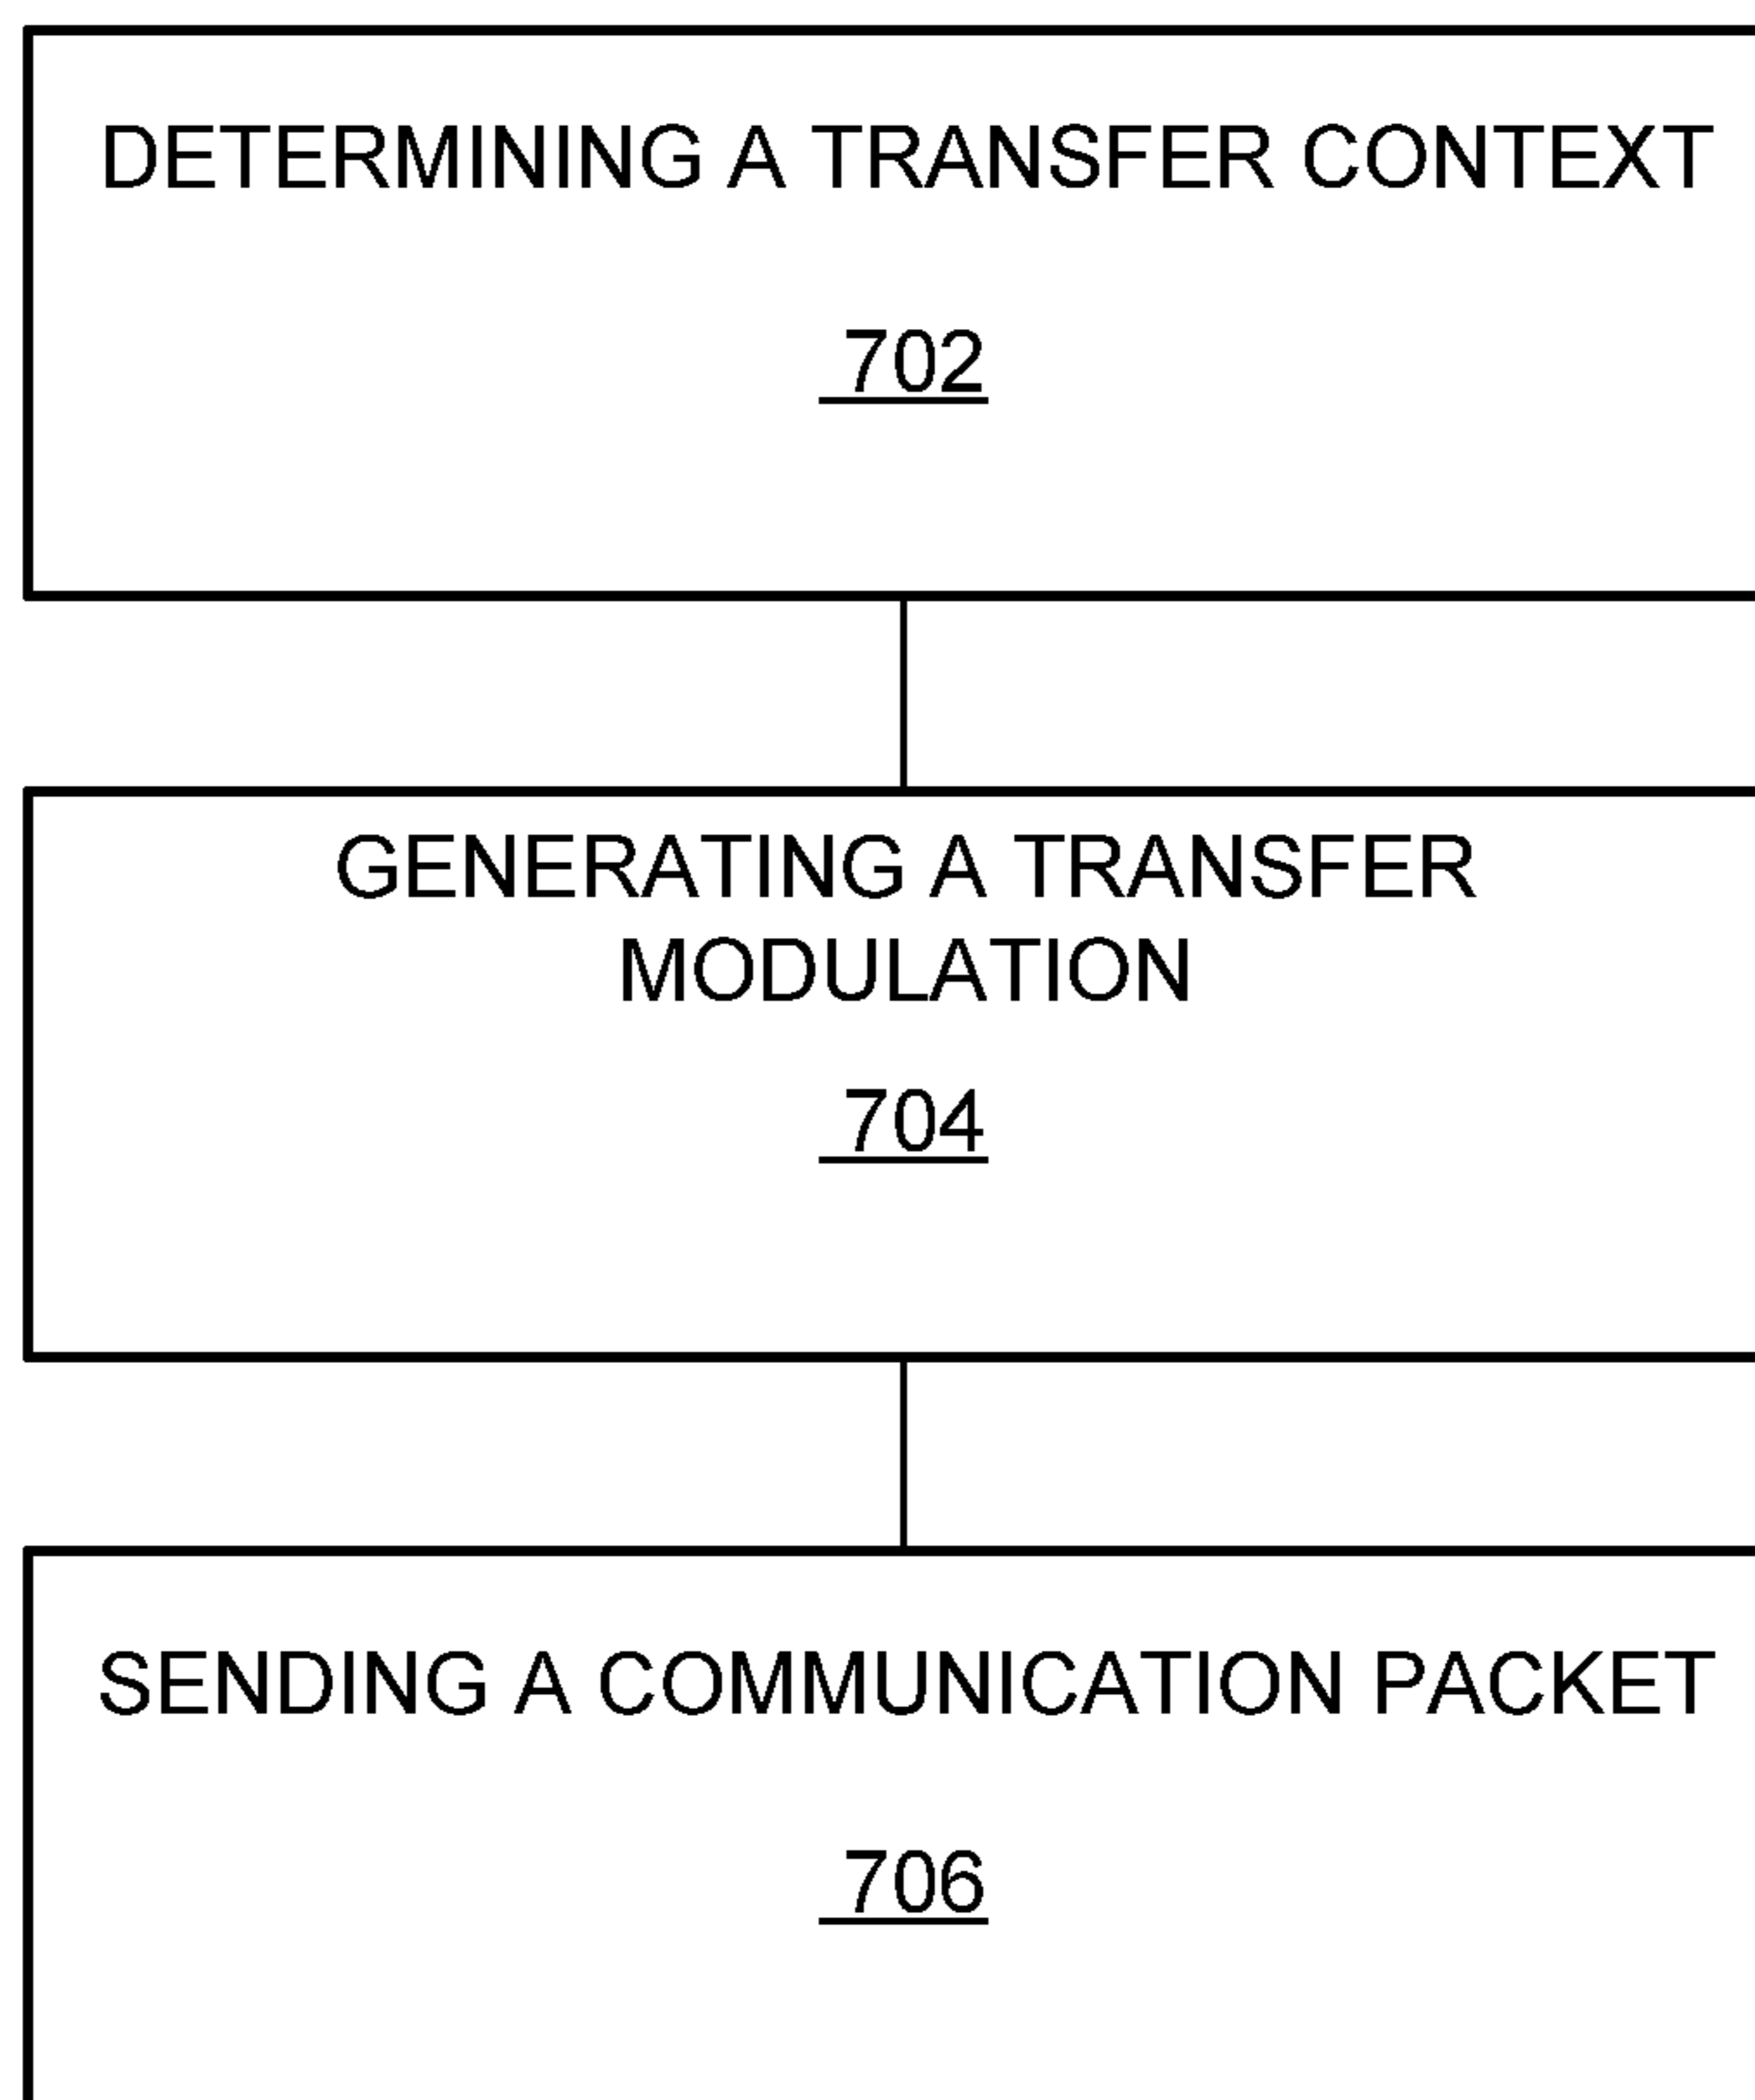 DETERMINING A TRANSFER CONTEXT
702
GENERATING A TRANSFER
MODULATION
704
SENDING A COMMUNICATION PACKET
706